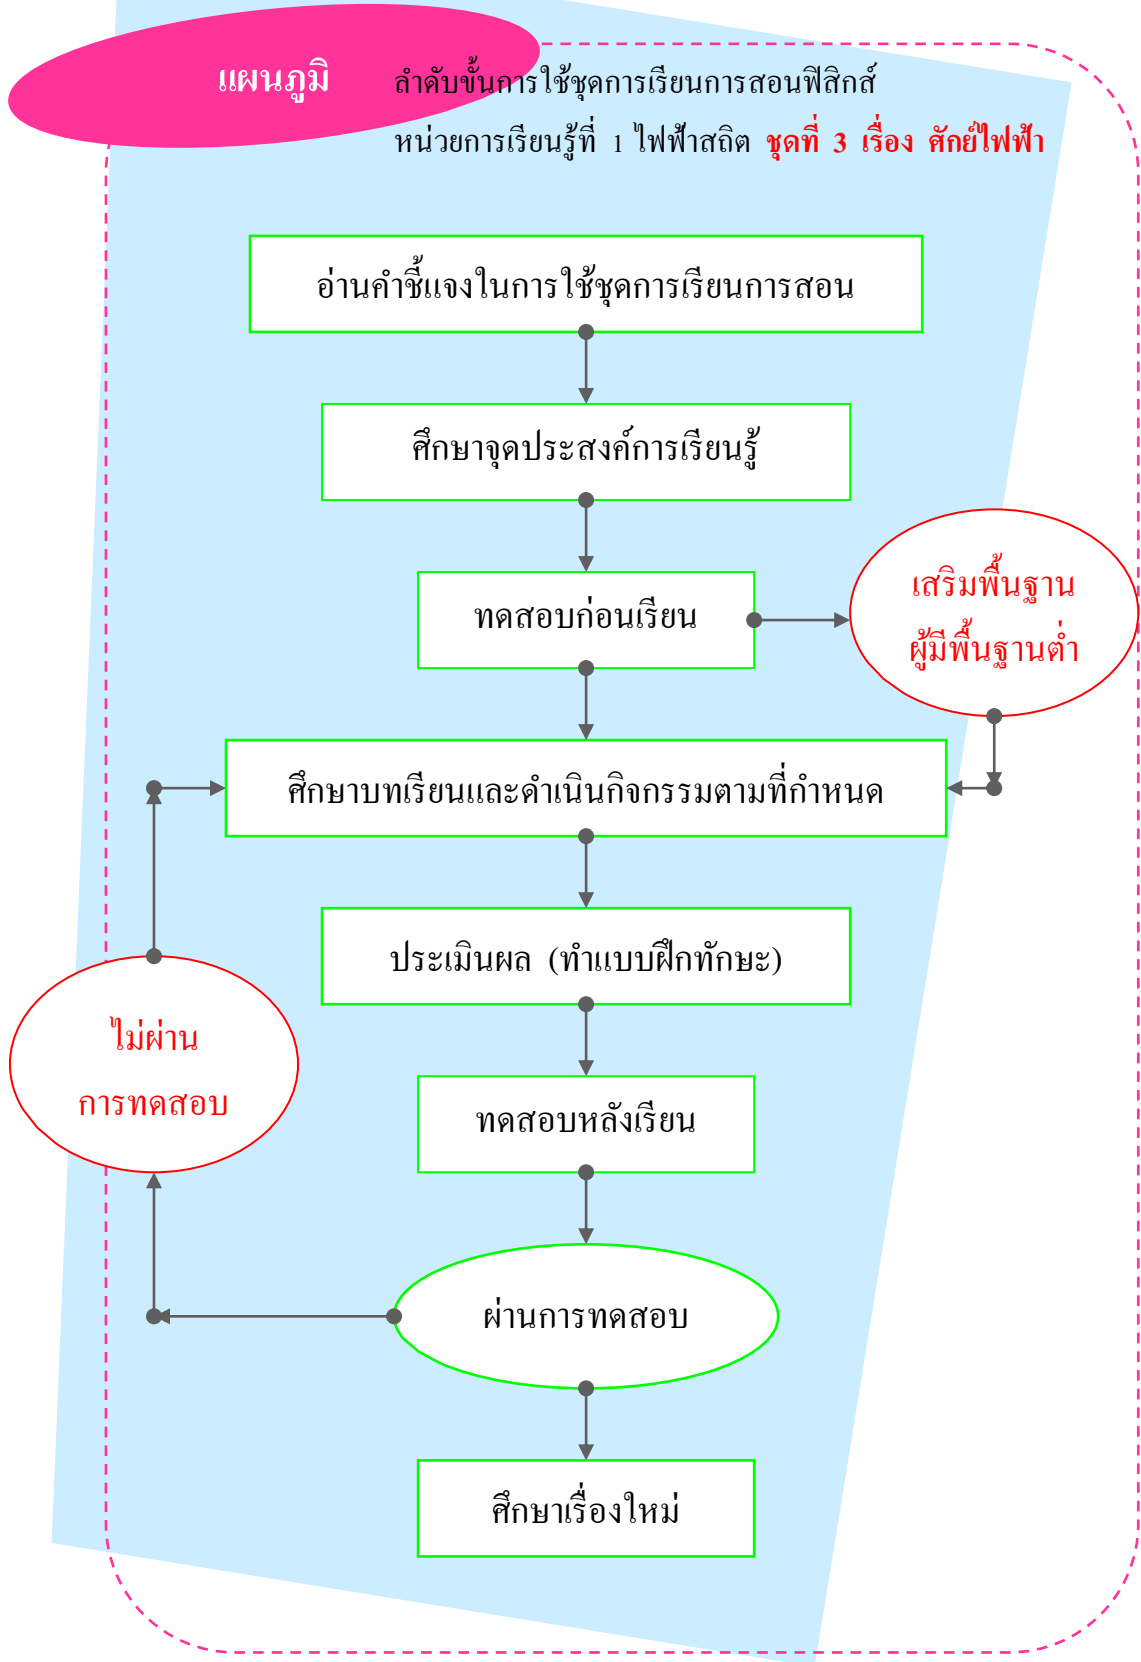 แผนภูมิ
ลำดับขั้นการใช้ชุดการเรียนการสอนฟิสิกส์
หน่วยการเรียนรู้ที่ 1 ไฟฟ้าสถิต ชุดที่ 3 เรื่อง ศักย์ไฟฟ้า
อ่านคำชี้แจงในการใช้ชุดการเรียนการสอน
ศึกษาจุดประสงค์การเรียนรู้
ทดสอบก่อนเรียน
เสริมพื้นฐาน
ผู้มีพื้นฐานต่ำ
ศึกษาบทเรียนและดำเนินกิจกรรมตามที่กำหนด
ประเมินผล (ทำแบบฝึกทักษะ)
ไม่ผ่าน
การทดสอบ
ทดสอบหลังเรียน
ผ่านการทดสอบ
ศึกษาเรื่องใหม่